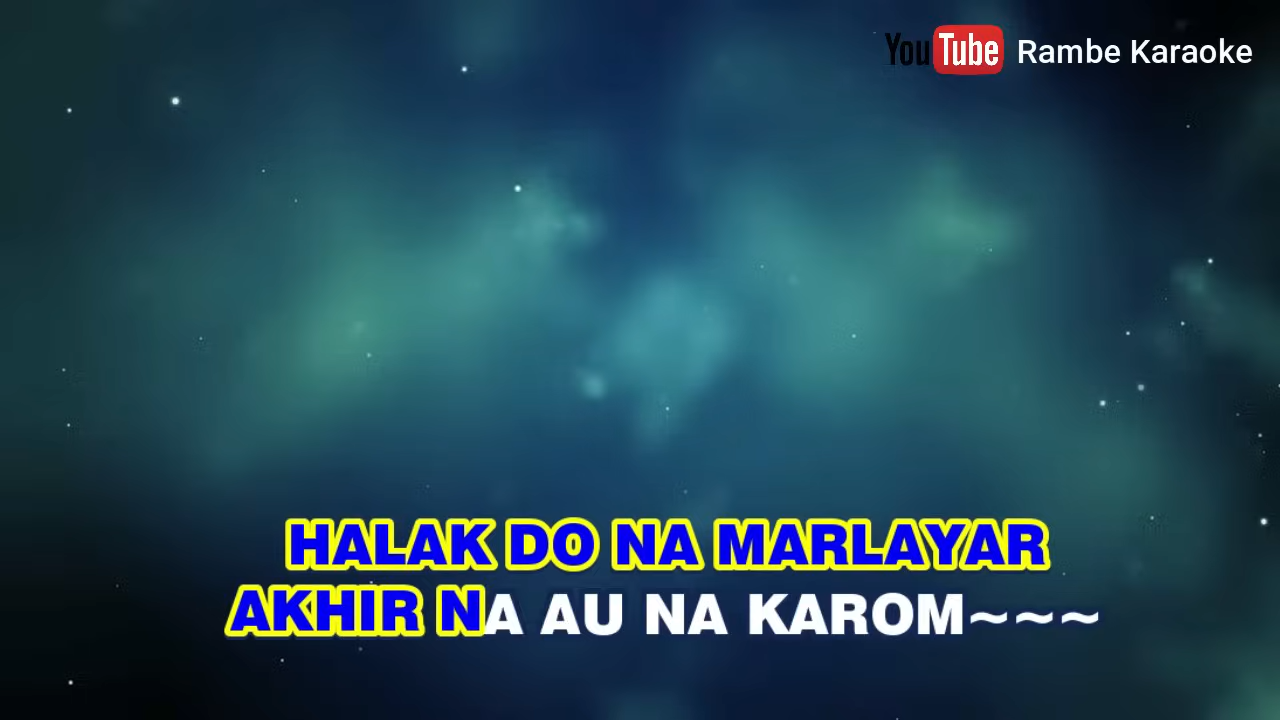 YouTube Rambe Karaoke
HALAK DO NA MARLAYAR
AKHIR NA AU NA KAROM~~~